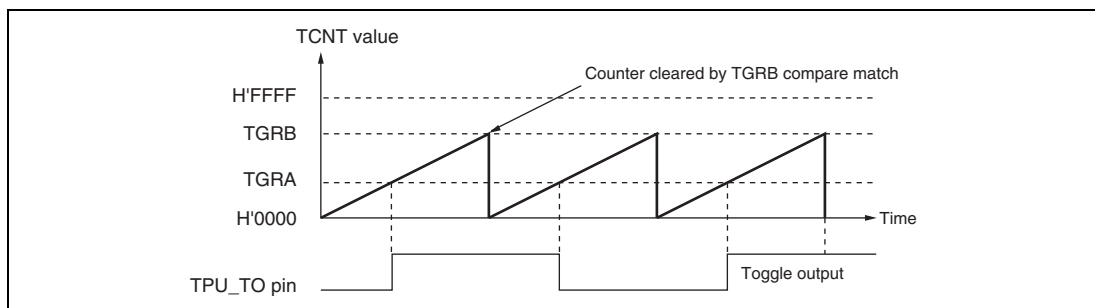 TCNT value
Counter cleared by TGRB compare match
H'FFFF
TGRB
TGRA
H'0000
Time
TPU_TO pin
Toggle output